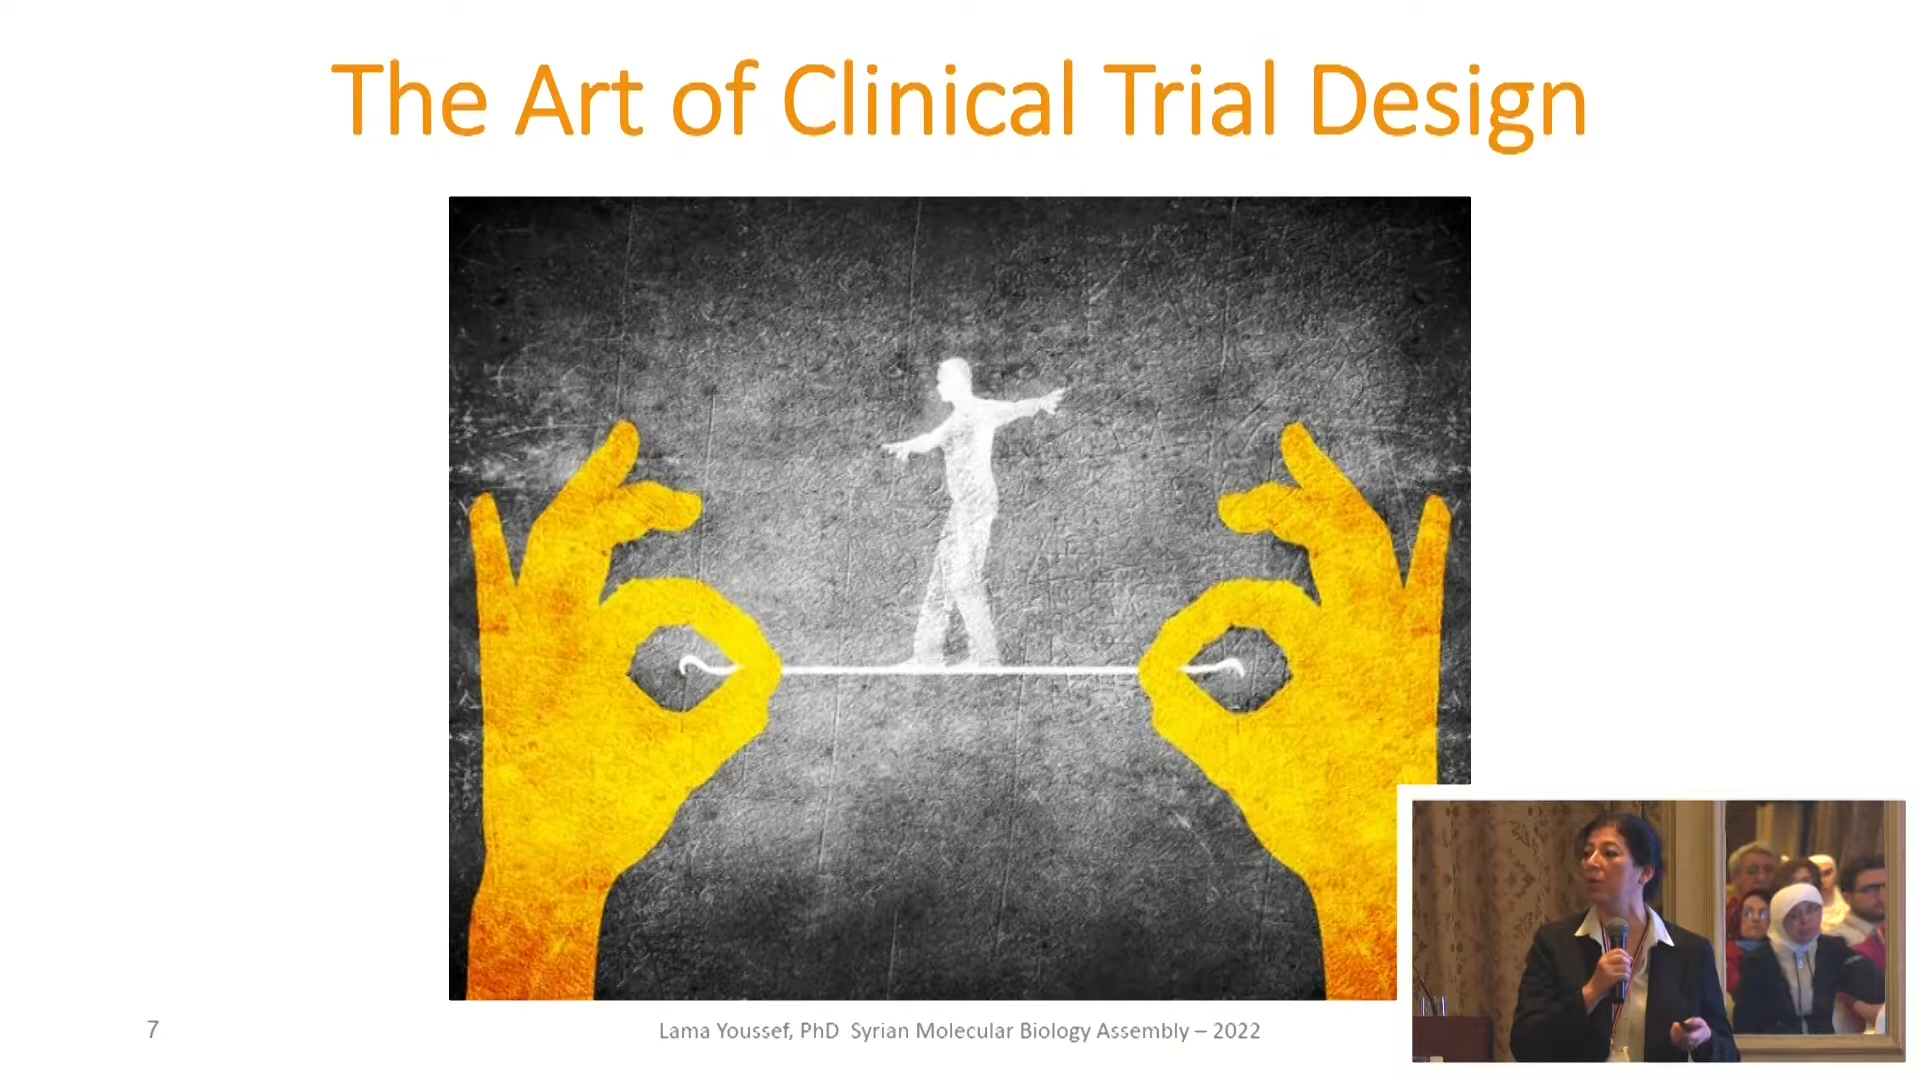 The Art of Clinical Trial Design
7
Lama Youssef, PhD Syrian Molecular Biology Assembly – 2022